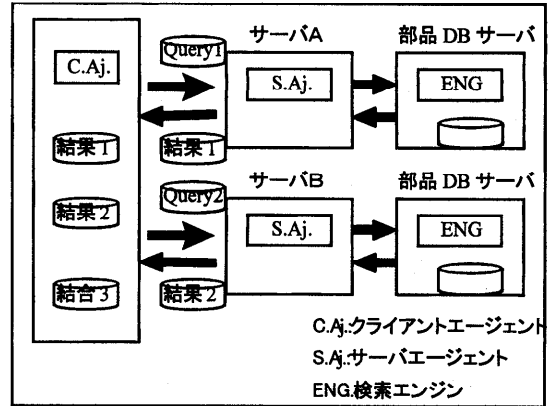 サーバA
部品 DB サーバ
Query1
C.Aj.
S.Aj.
ENG
結果 1
結果 1
サーバB
部品 DB サーバ
Query2
結果 2
S.Aj.
ENG
結合 3
結果 2
C.Aj.:クライアントエージェント
S.Aj.:サーバエージェント
ENG.検索エンジン